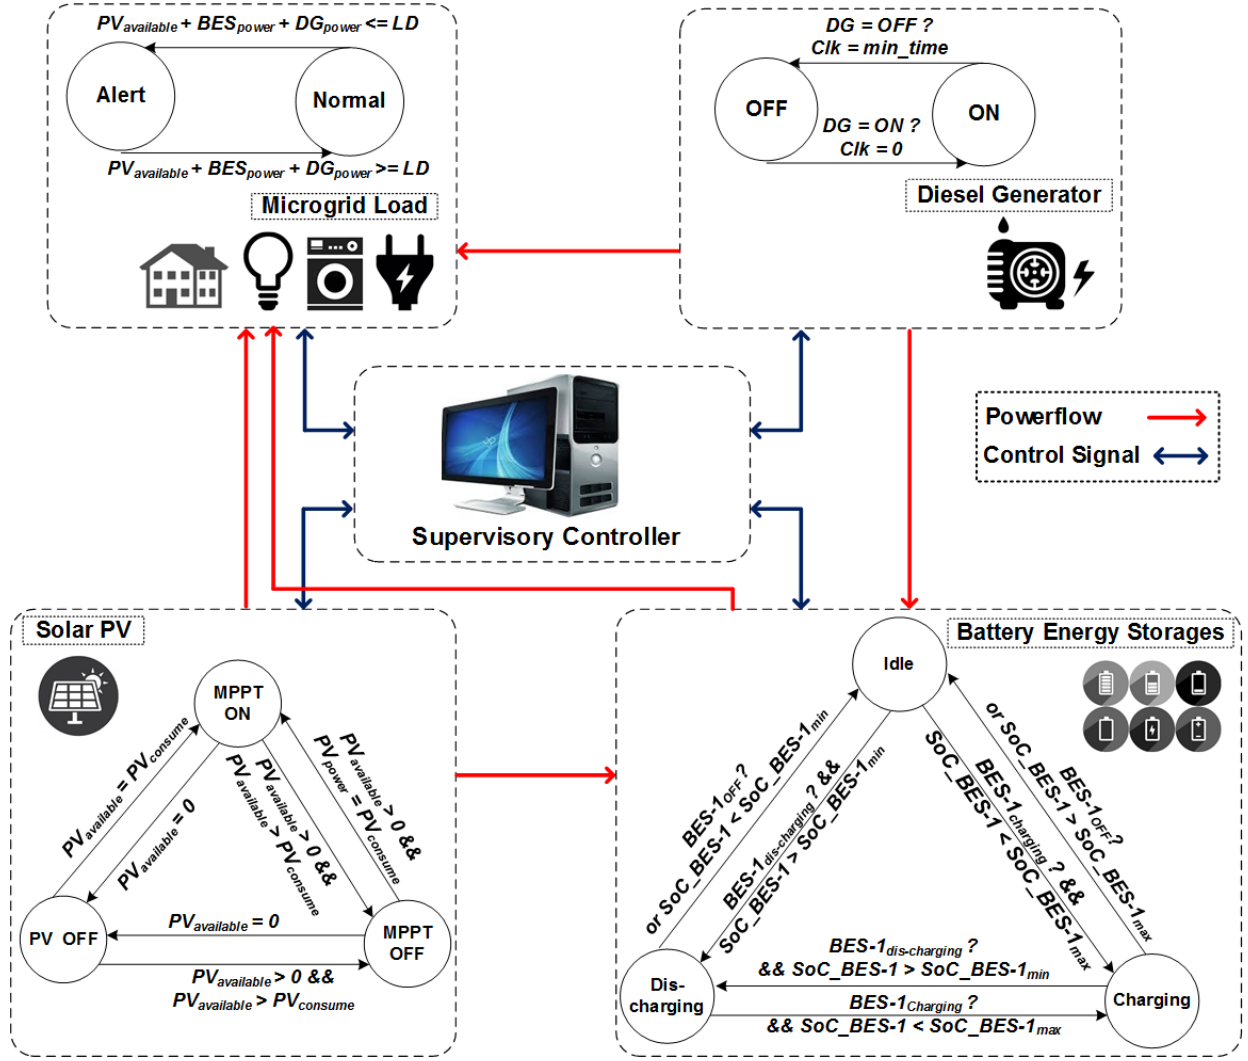 PVavailable + BESpower + DGpower <= LD
Alert
Normal
PVavailable + BESpower + DGpower >= LD
Microgrid Load
DG = OFF ?
Clk = min_time
OFF
ON
DG = ON ?
Clk = 0
Diesel Generator
Supervisory Controller
Powerflow
Control Signal
Solar PV
MPPT
ON
PVavailable = PVconsume
PVavailable = 0
PVavailable > 0 &&
PVavailable > PVconsume
PVavailable > 0 &&
PVpower = PVconsume
PV OFF
MPPT
OFF
PVavailable = 0
PVavailable > 0 &&
PVavailable > PVconsume
Battery Energy Storages
Idle
BES-1OFF ?
or SoC_BES-1 < SoC_BES-1min
BES-1dis-charging ? &&
SoC_BES-1 > SoC_BES-1min
BES-1charging ? &&
SoC_BES-1 < SoC_BES-1max
BES-1OFF ?
or SoC_BES-1 > SoC_BES-1max
Dis-
charging
Charging
BES-1dis-charging ?
&& SoC_BES-1 > SoC_BES-1min
BES-1Charging ?
&& SoC_BES-1 < SoC_BES-1max